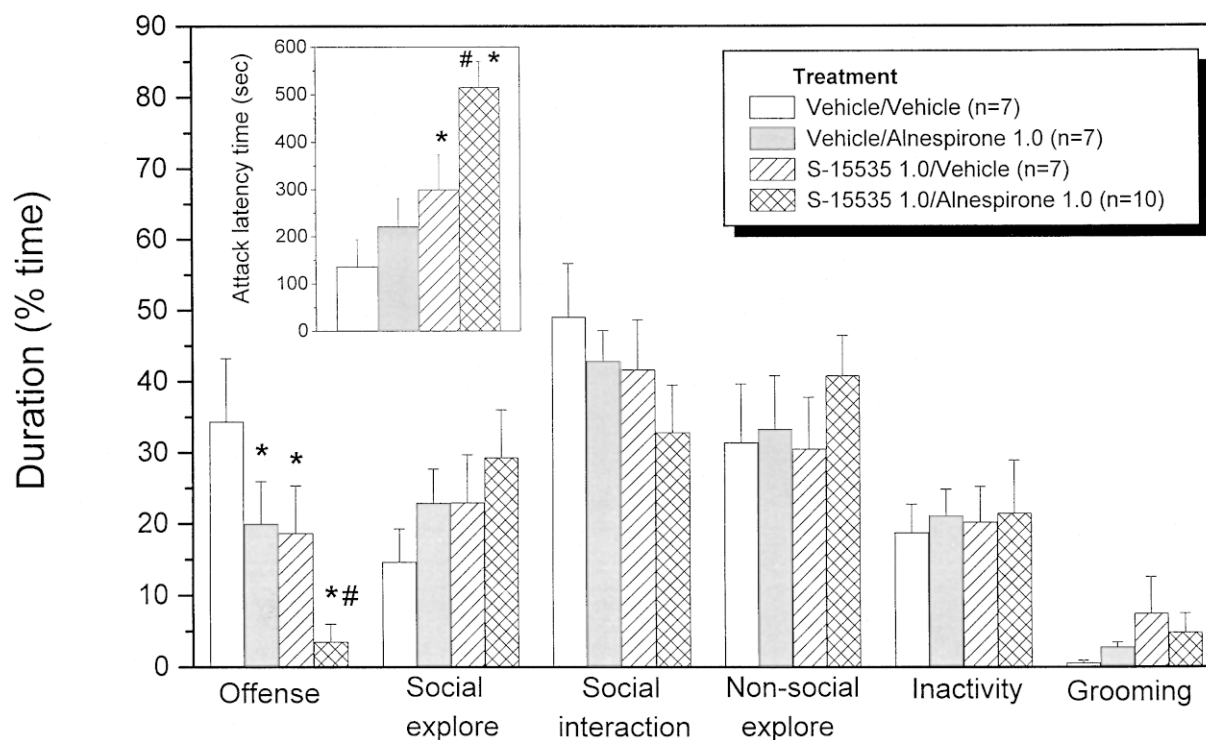 Duration (% time)
90
80
70
60
50
40
30
20
10
0
Attack latency time (sec)
600
500
400
300
200
100
0
*
# *
Treatment
Vehicle/Vehicle (n=7)
Vehicle/Alnespirone 1.0 (n=7)
S-15535 1.0/Vehicle (n=7)
S-15535 1.0/Alnespirone 1.0 (n=10)
*
*
*#
Offense
Social
explore
Social
interaction
Non-social
explore
Inactivity
Grooming